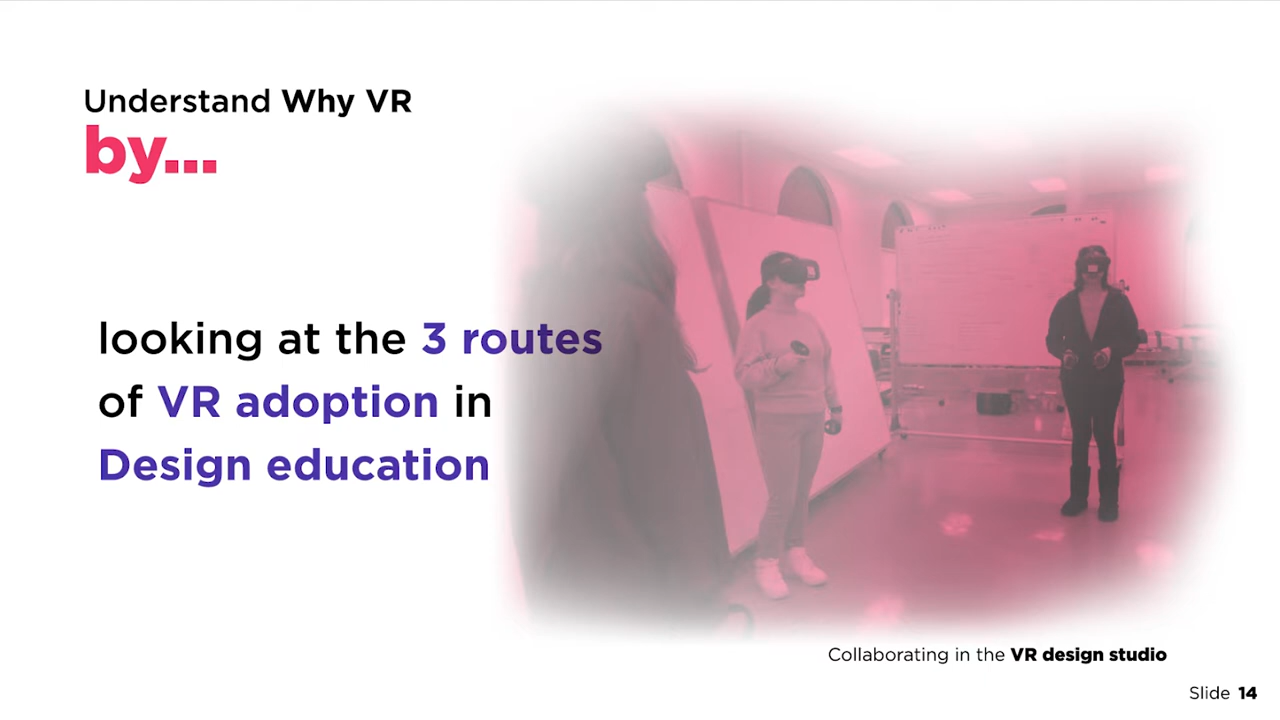 Understand Why VR
by...
looking at the 3 routes
of VR adoption in
Design education
Collaborating in the VR design studio
Slide 14